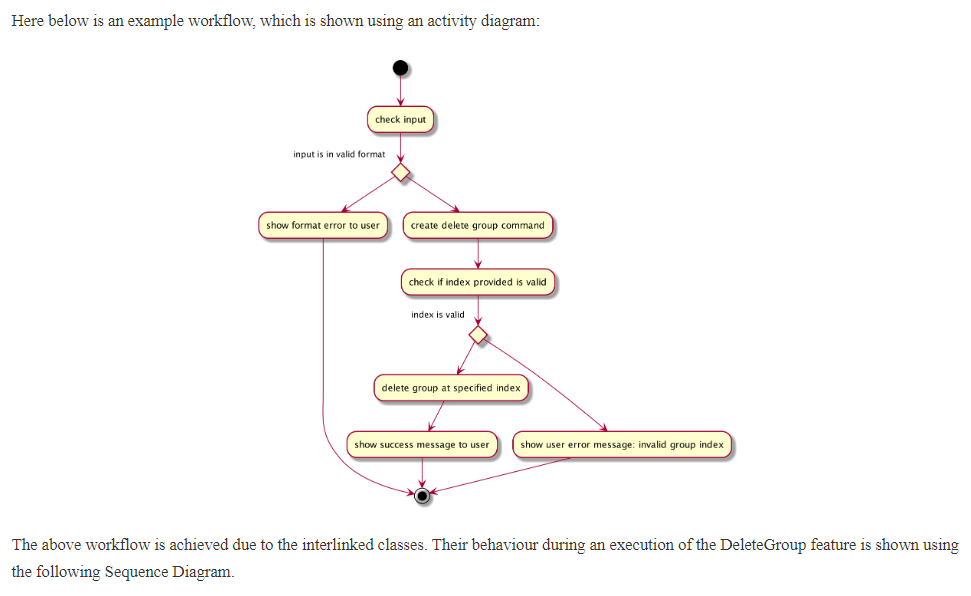 Here below is an example workflow, which is shown using an activity diagram:
check input
input is in valid format
show format error to user
create delete group command
check if index provided is valid
index is valid
delete group at specified index
show success message to user
show user error message: invalid group index
The above workflow is achieved due to the interlinked classes. Their behaviour during an execution of the DeleteGroup feature is shown using
the following Sequence Diagram.